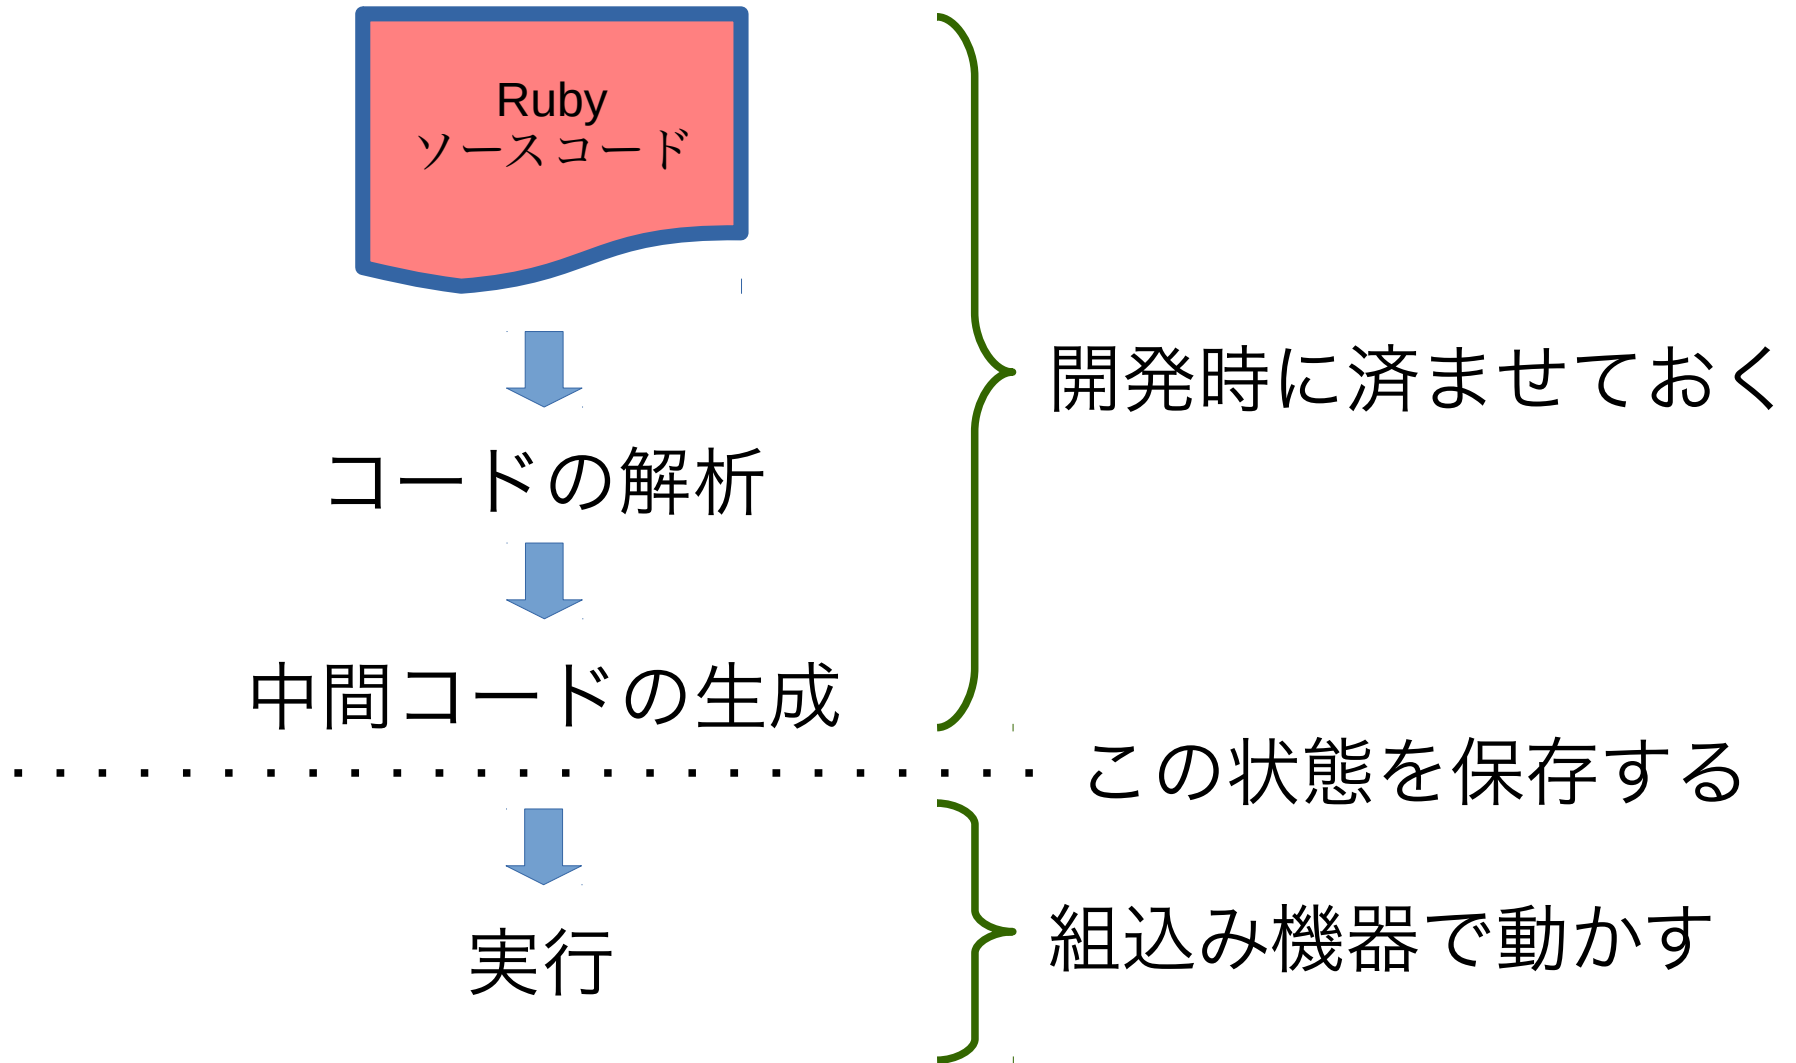 Ruby
ソースコード
コードの解析
中間コードの生成
実行
開発時に済ませておく
この状態を保存する
組込み機器で動かす